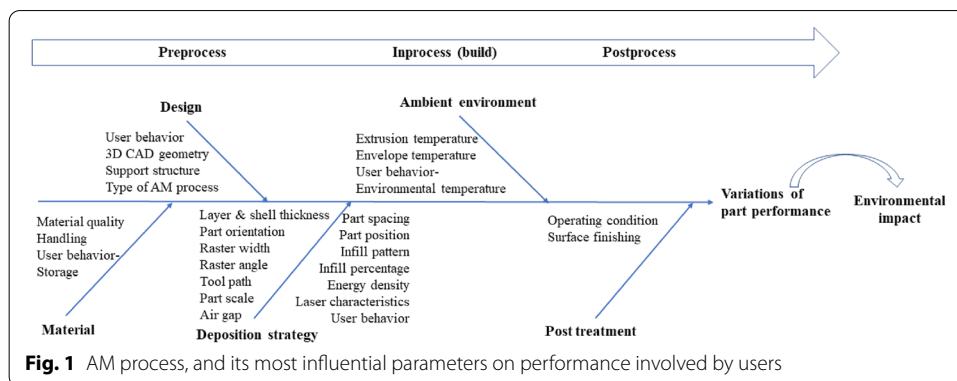 Preprocess
Inprocess (build)
Postprocess
Design
User behavior
3D CAD geometry
Support structure
Type of AM process
Ambient environment
Extrusion temperature
Envelope temperature
User behavior-
Environmental temperature
Variations of
part performance
Environmental
impact
Material quality
Handling
User behavior-
Storage
Material
Layer & shell thickness
Part orientation
Raster width
Raster angle
Tool path
Part scale
Air gap
Part spacing
Part position
Infill pattern
Infill percentage
Energy density
Laser characteristics
User behavior
Deposition strategy
Operating condition
Surface finishing
Post treatment
Fig. 1 AM process, and its most influential parameters on performance involved by users